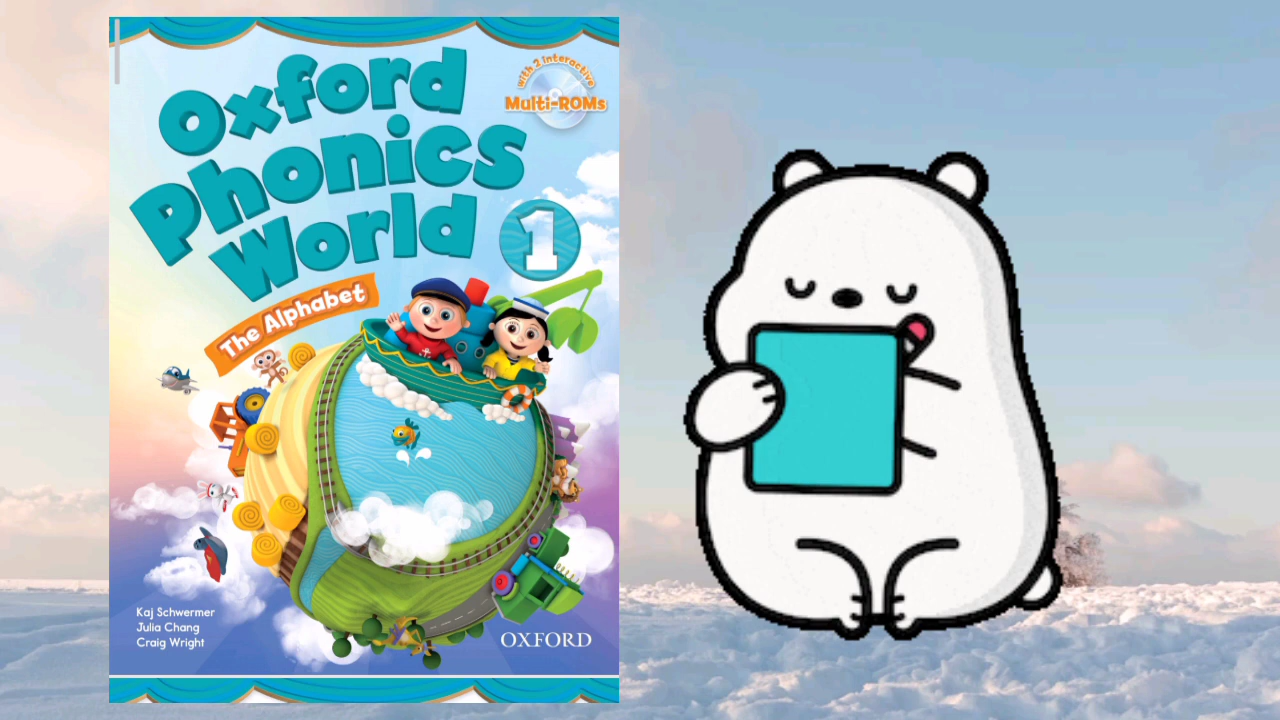 Oxford
Phonics
World
1
with 2 interactive
Multi-ROMs
The Alphabet
Kaj Schwermer
Julia Chang
Craig Wright
OXFORD